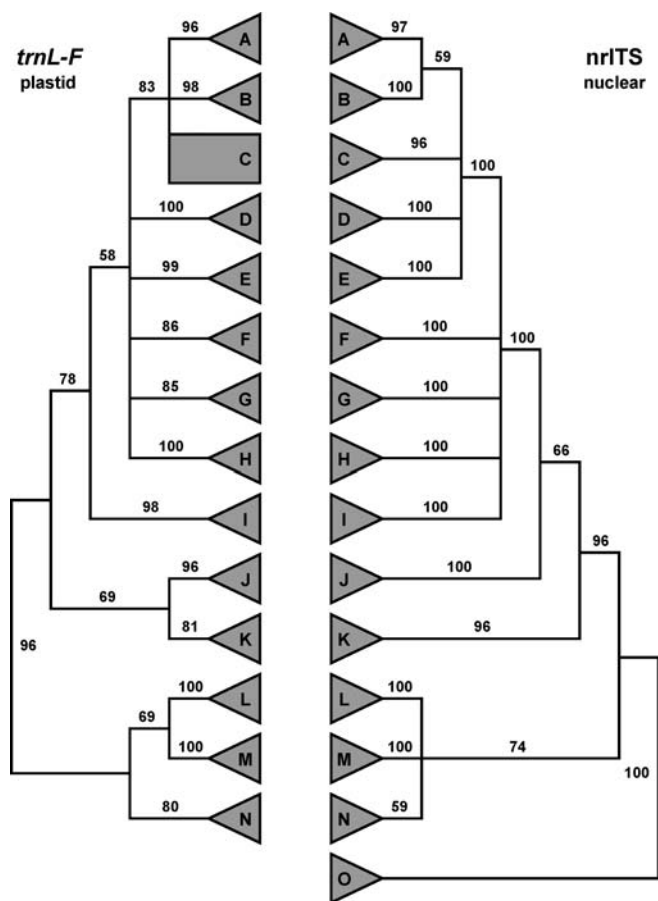 trnL-F
plastid
nrITS
nuclear
96 A A 97
59
83 98 B B 100
C C 96
100
100 D D 100
58
99 E E 100
86 F F 100
100
78
85 G G 100
100 H H 100
66
98 I I 100
96
96 J J 100
69
81 K K 96
96
100 L L 100
69
100 M M 100 74
100
80 N N 59
O